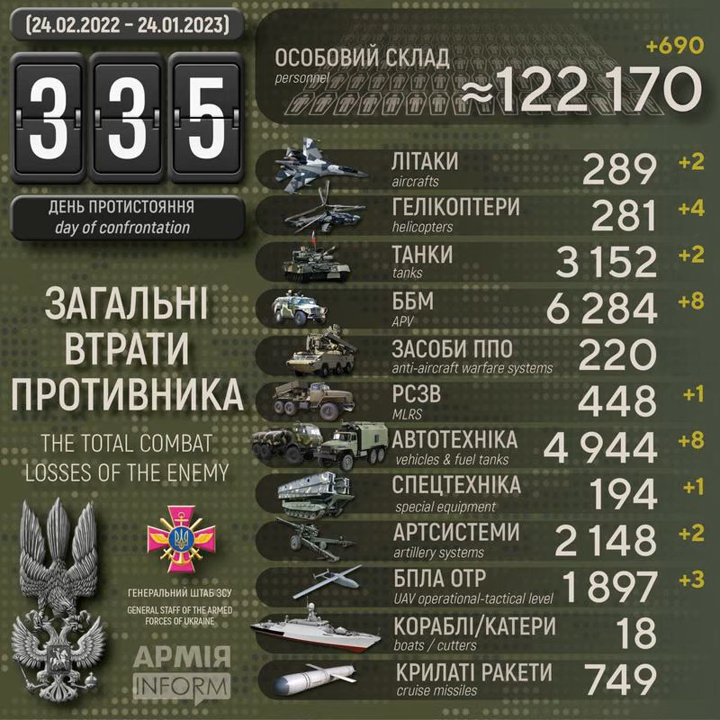 (24.02.2022 – 24.01.2023)
335
ДЕНЬ ПРОТИСТОЯННЯ
day of confrontation
ЗАГАЛЬНІ
ВТРАТИ
ПРОТИВНИКА
THE TOTAL COMBAT
LOSSES OF THE ENEMY
ГЕНЕРАЛЬНИЙ ШТАБ ЗСУ
GENERAL STAFF OF THE ARMED
FORCES OF UKRAINE
АРМІЯ
INFORM
ОСОБОВИЙ СКЛАД +690
personnel ≈122 170
ЛІТАКИ 289 +2
aircrafts
ГЕЛІКОПТЕРИ 281 +4
helicopters
ТАНКИ 3 152 +2
tanks
ББМ 6 284 +8
APV
ЗАСОБИ ППО 220
anti-aircraft warfare systems
РСЗВ 448 +1
MLRS
АВТОТЕХНІКА 4 944 +8
vehicles & fuel tanks
СПЕЦТЕХНІКА 194 +1
special equipment
АРТСИСТЕМИ 2 148 +2
artillery systems
БПЛА ОТР 1 897 +3
UAV operational-tactical level
КОРАБЛІ/КАТЕРИ 18
boats / cutters
КРИЛАТІ РАКЕТИ 749
cruise missiles